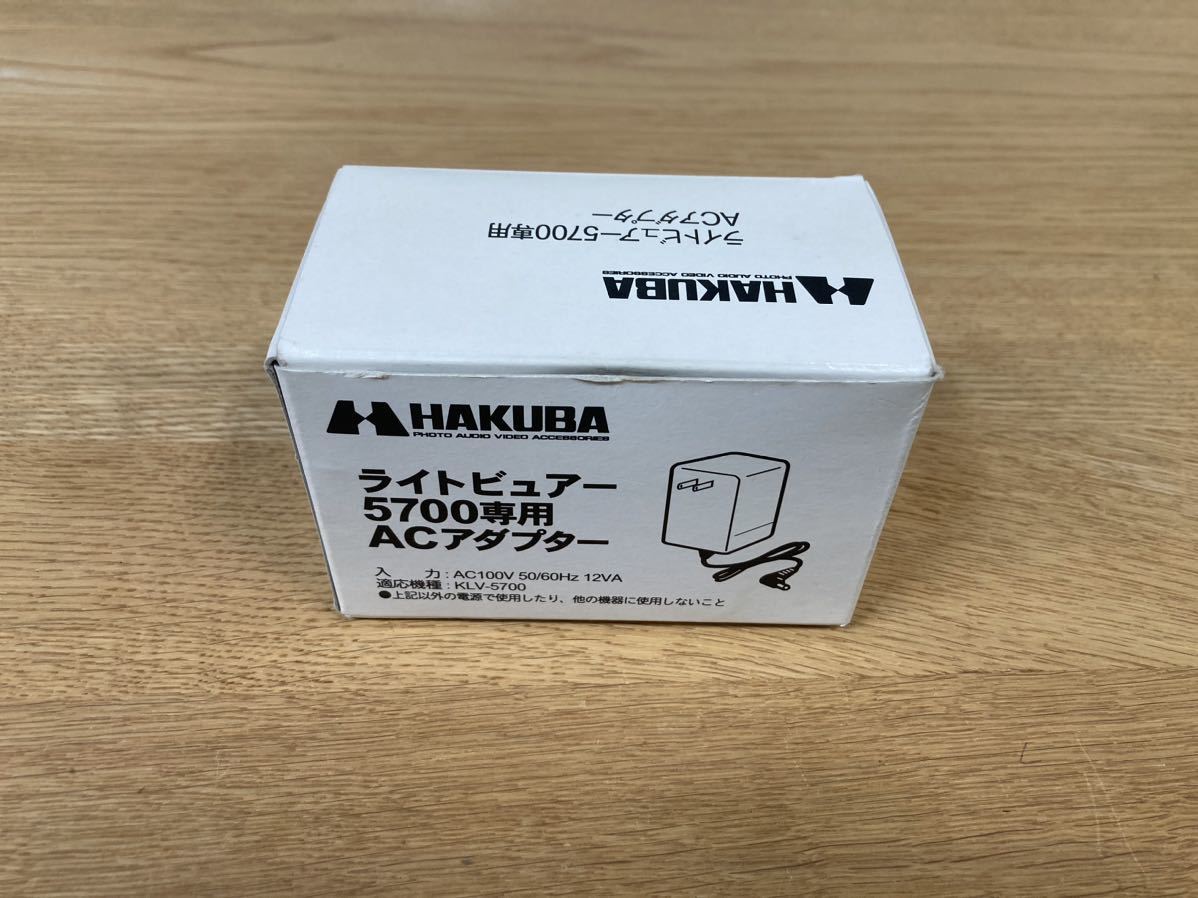 ライトビュアー5700専用
ACアダプター
HAKUBA
PHOTO AUDIO VIDEO ACCESSORIES
HAKUBA
PHOTO AUDIO VIDEO ACCESSORIES
ライトビュアー
5700専用
ACアダプター
入 力 : AC100V 50/60Hz 12VA
適応機種 : KLV-5700
●上記以外の電源で使用したり、他の機器に使用しないこと